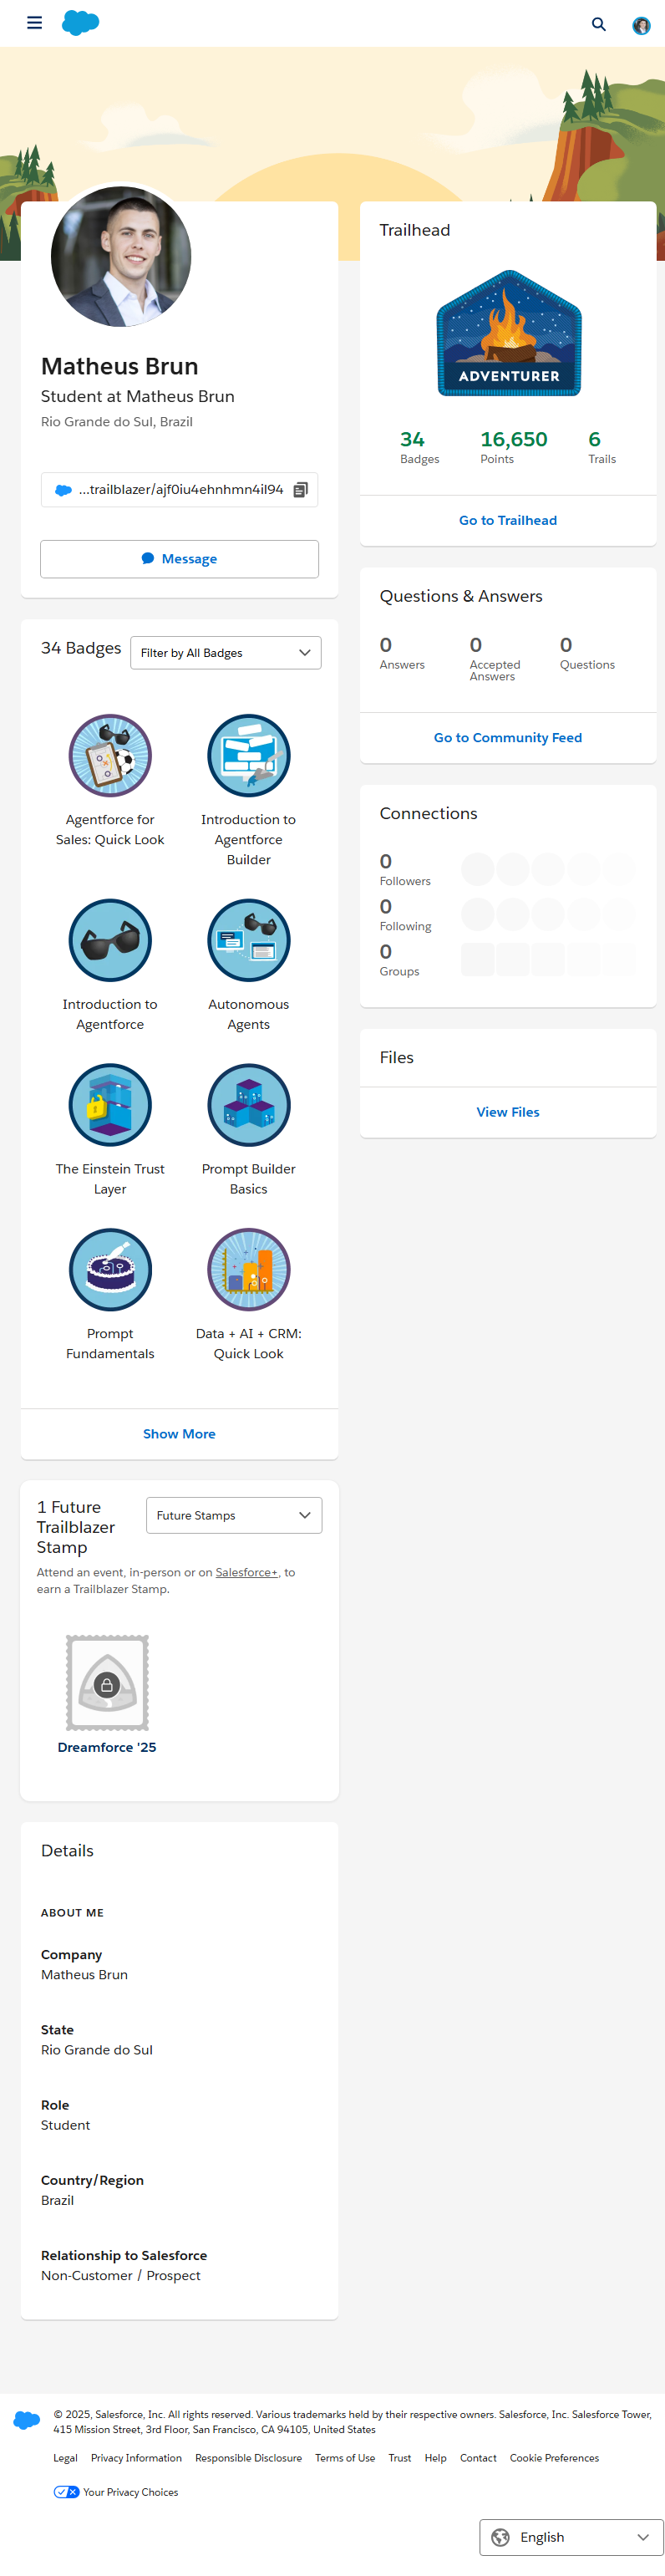 Matheus Brun
Student at Matheus Brun
Rio Grande do Sul, Brazil
...trailblazer/ajf0iu4ehnhmn4il94
Message
34 Badges
Filter by All Badges
Agentforce for
Sales: Quick Look
Introduction to
Agentforce
Builder
Introduction to
Agentforce
Autonomous
Agents
The Einstein Trust
Layer
Prompt Builder
Basics
Prompt
Fundamentals
Data + AI + CRM:
Quick Look
Show More
1 Future
Trailblazer
Stamp
Future Stamps
Attend an event, in-person or on Salesforce+, to
earn a Trailblazer Stamp.
Dreamforce '25
Details
ABOUT ME
Company
Matheus Brun
State
Rio Grande do Sul
Role
Student
Country/Region
Brazil
Relationship to Salesforce
Non-Customer / Prospect
Trailhead
ADVENTURER
34
Badges
16,650
Points
6
Trails
Go to Trailhead
Questions & Answers
0
Answers
0
Accepted
Answers
0
Questions
Go to Community Feed
Connections
0
Followers
0
Following
0
Groups
Files
View Files
© 2025, Salesforce, Inc. All rights reserved. Various trademarks held by their respective owners. Salesforce, Inc. Salesforce Tower,
415 Mission Street, 3rd Floor, San Francisco, CA 94105, United States
Legal Privacy Information Responsible Disclosure Terms of Use Trust Help Contact Cookie Preferences
Your Privacy Choices
English